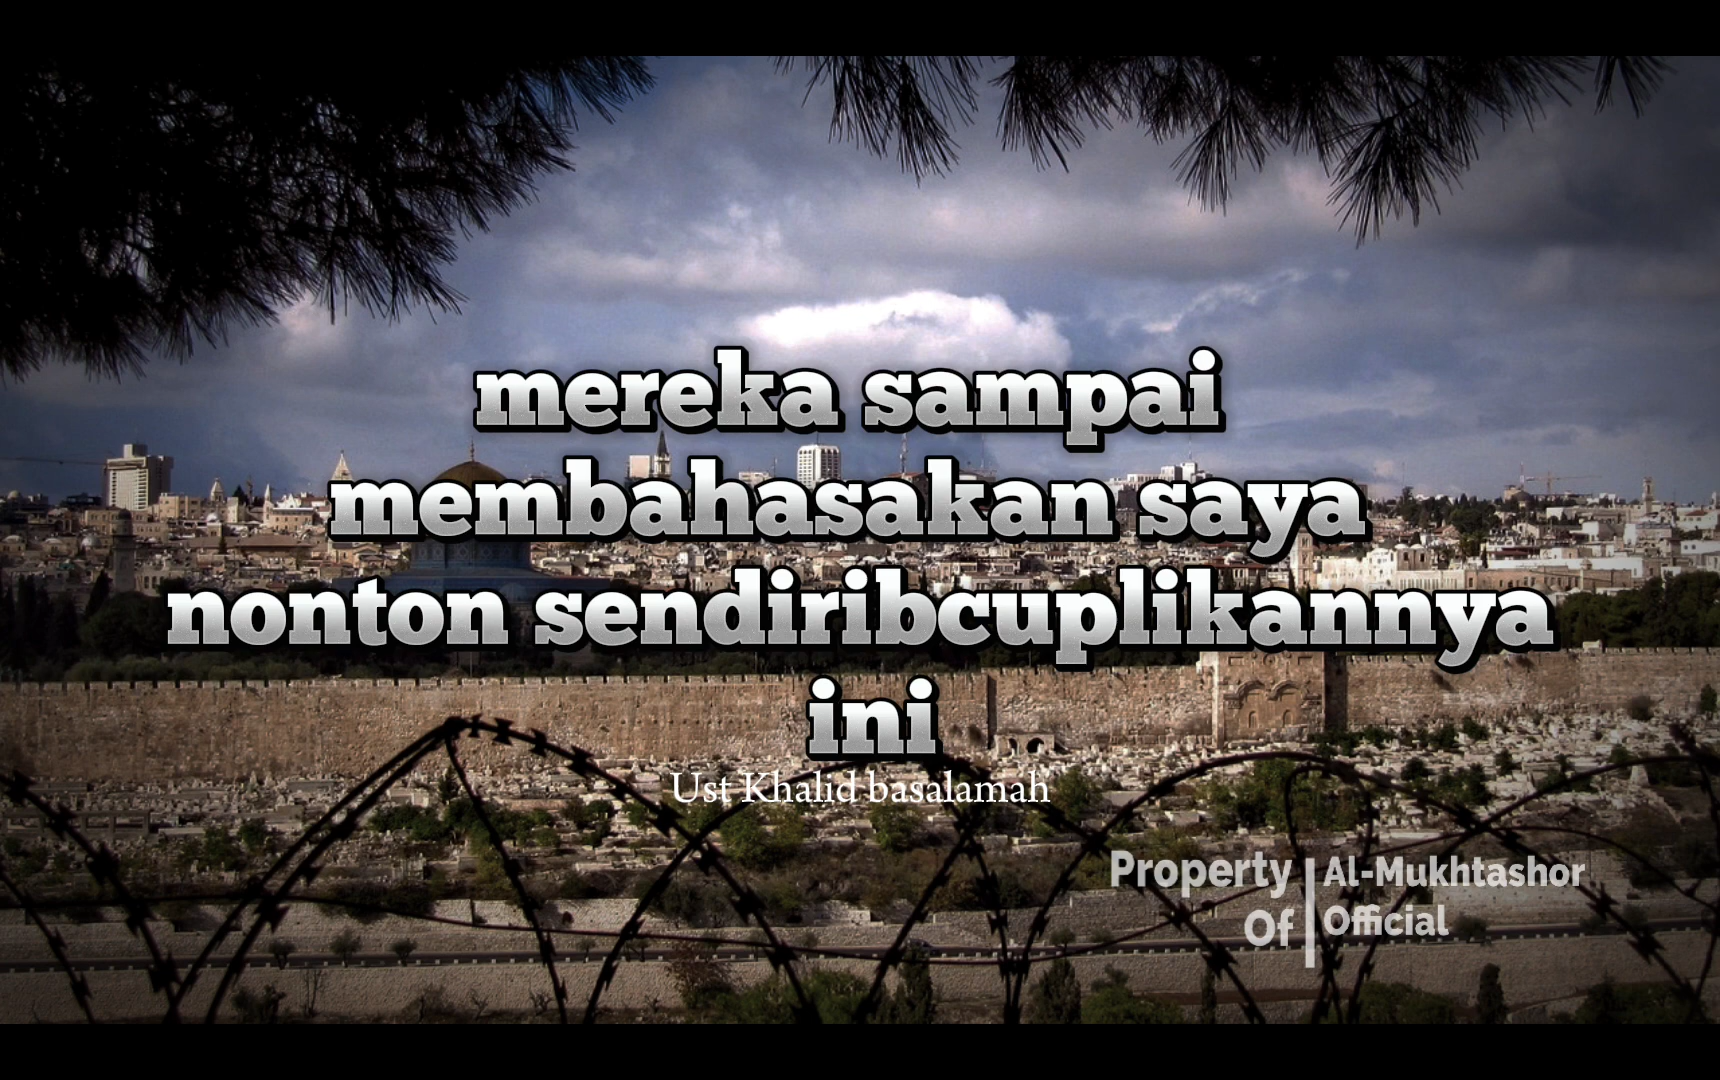 mereka sampai
membahasakan saya
nonton sendiribcuplikannya
ini
Ust Khalid basalamah
Property Of
Al-Mukhtashor Official